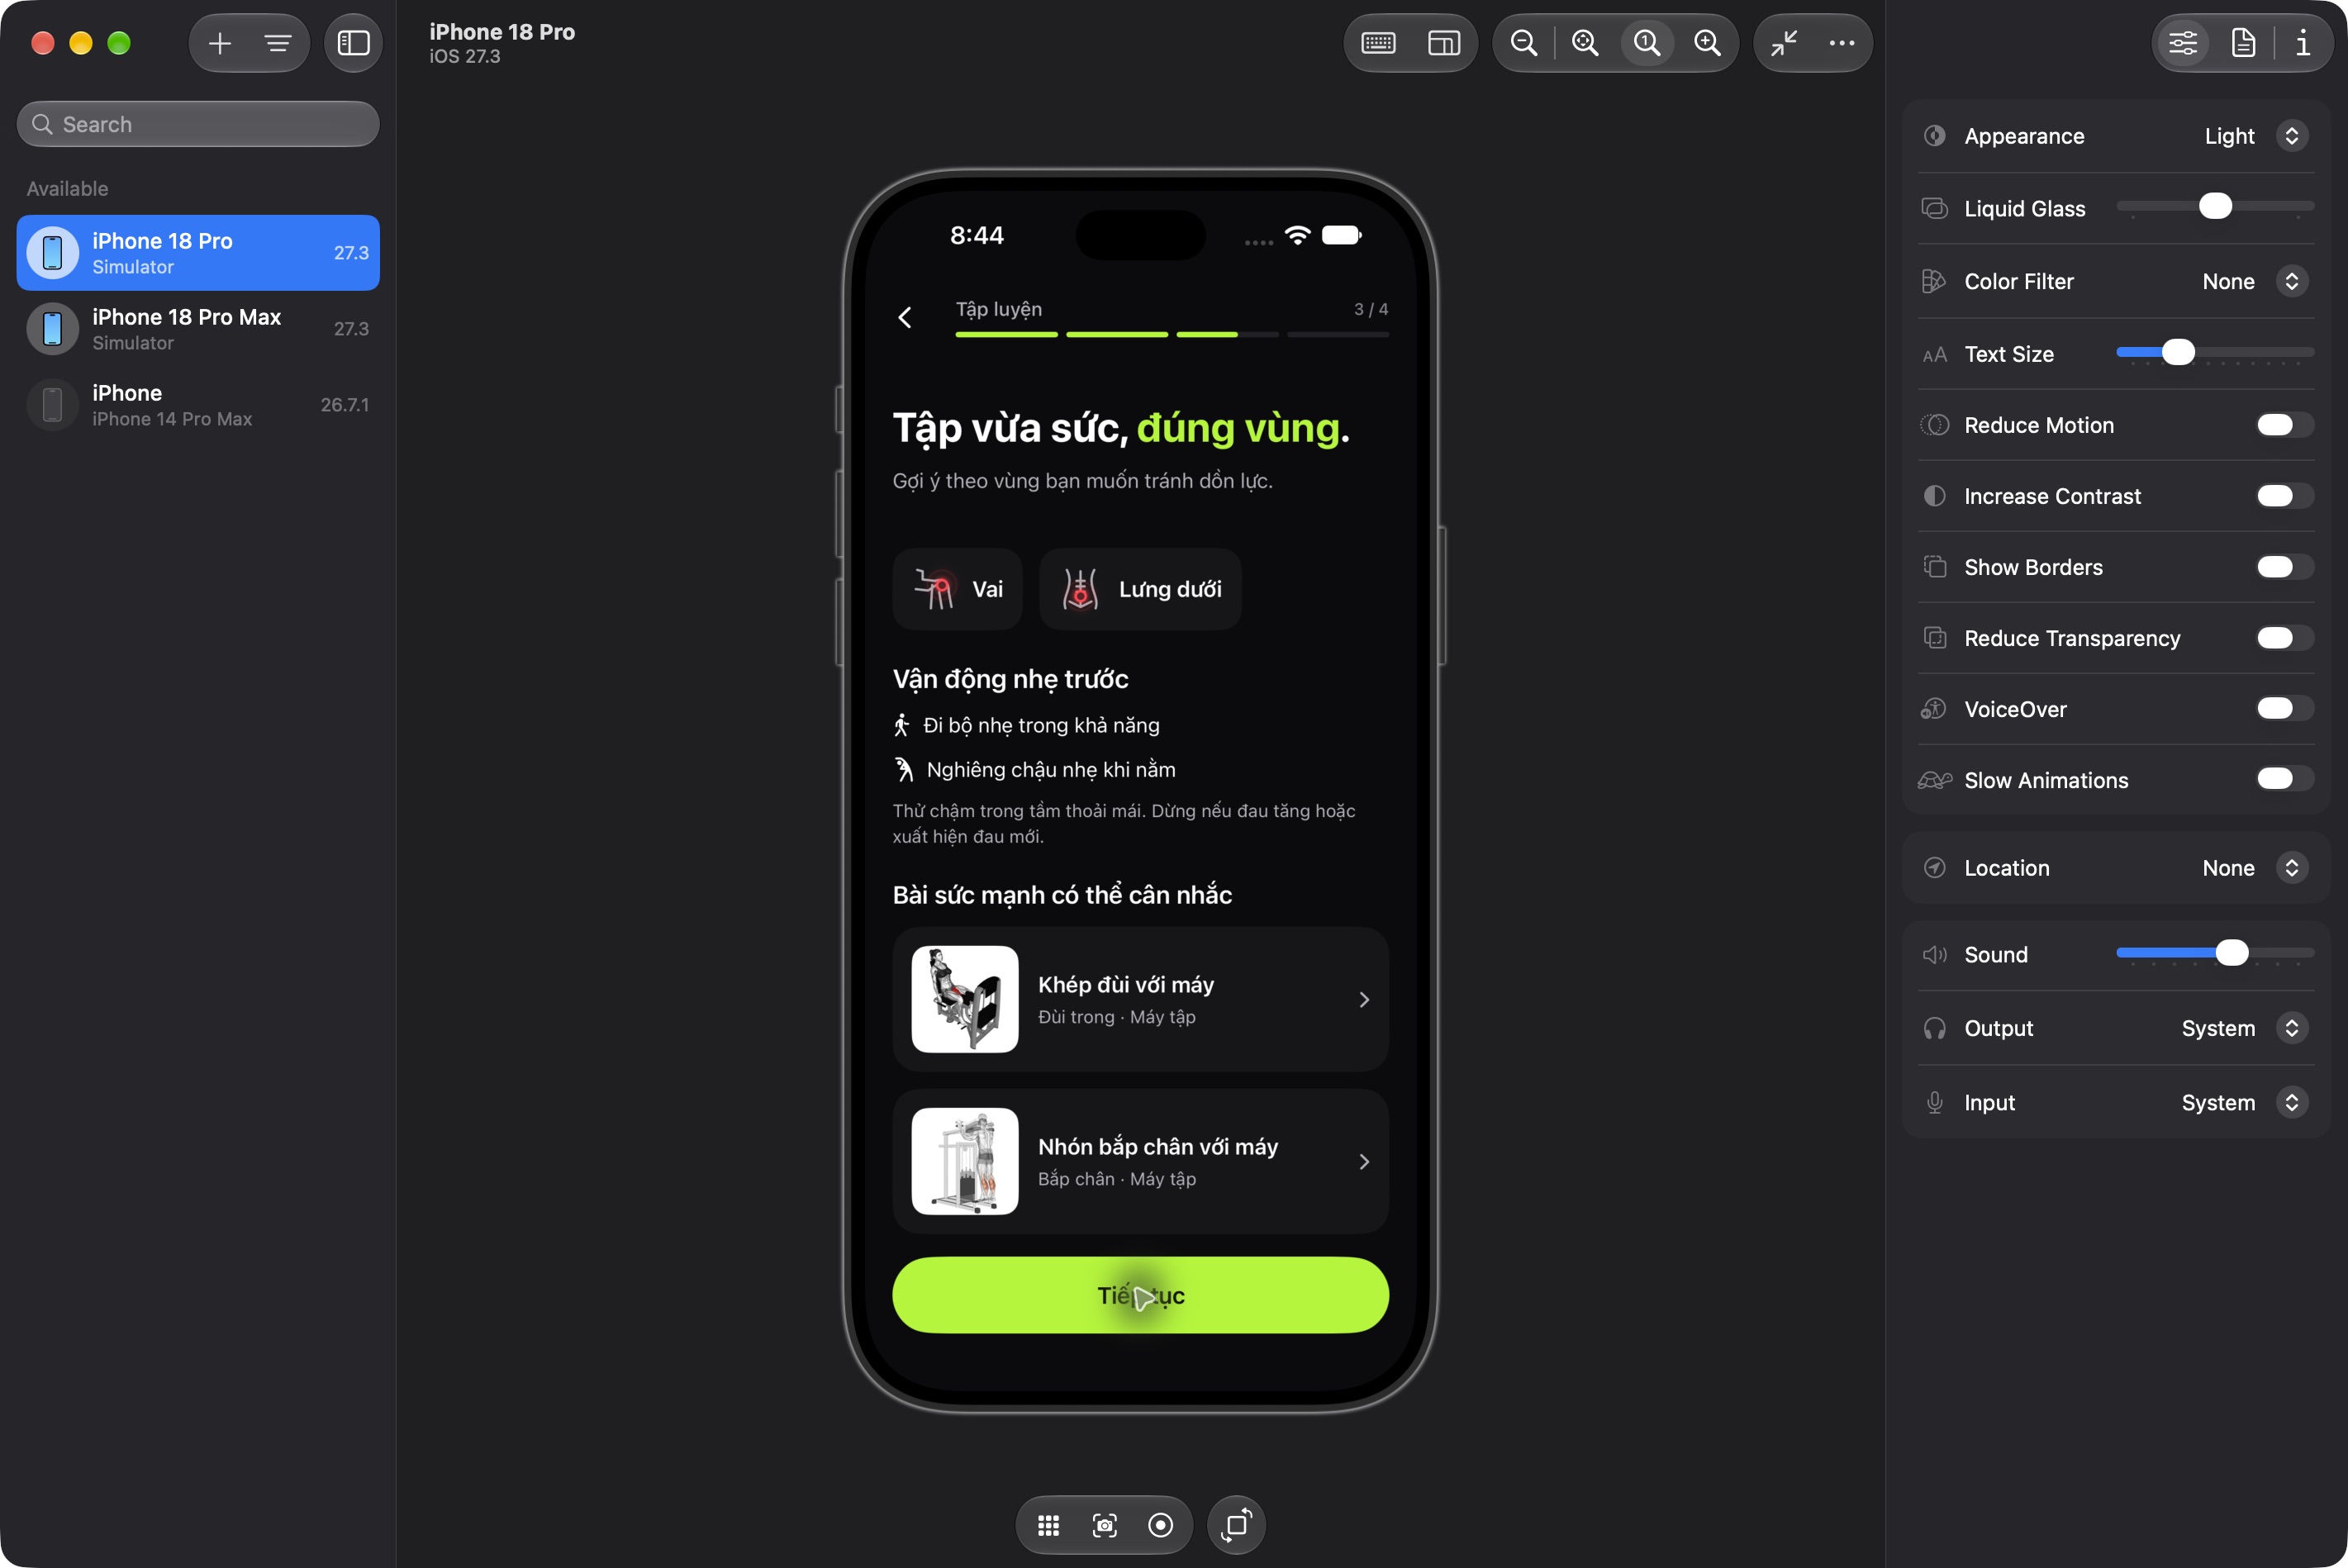 iPhone 18 Pro
iOS 27.3
Search
Available
iPhone 18 Pro
Simulator
27.3
iPhone 18 Pro Max
Simulator
27.3
iPhone
iPhone 14 Pro Max
26.7.1
8:44
Tập luyện
3 / 4
Tập vừa sức, đúng vùng.
Gợi ý theo vùng bạn muốn tránh dồn lực.
Vai
Lưng dưới
Vận động nhẹ trước
Đi bộ nhẹ trong khả năng
Nghiêng chậu nhẹ khi nằm
Thử chậm trong tầm thoải mái. Dừng nếu đau tăng hoặc
xuất hiện đau mới.
Bài sức mạnh có thể cân nhắc
Khép đùi với máy
Đùi trong · Máy tập
Nhón bắp chân với máy
Bắp chân · Máy tập
Tiếp tục
Appearance
Light
Liquid Glass
Color Filter
None
AA Text Size
Reduce Motion
Increase Contrast
Show Borders
Reduce Transparency
VoiceOver
Slow Animations
Location
None
Sound
Output
System
Input
System